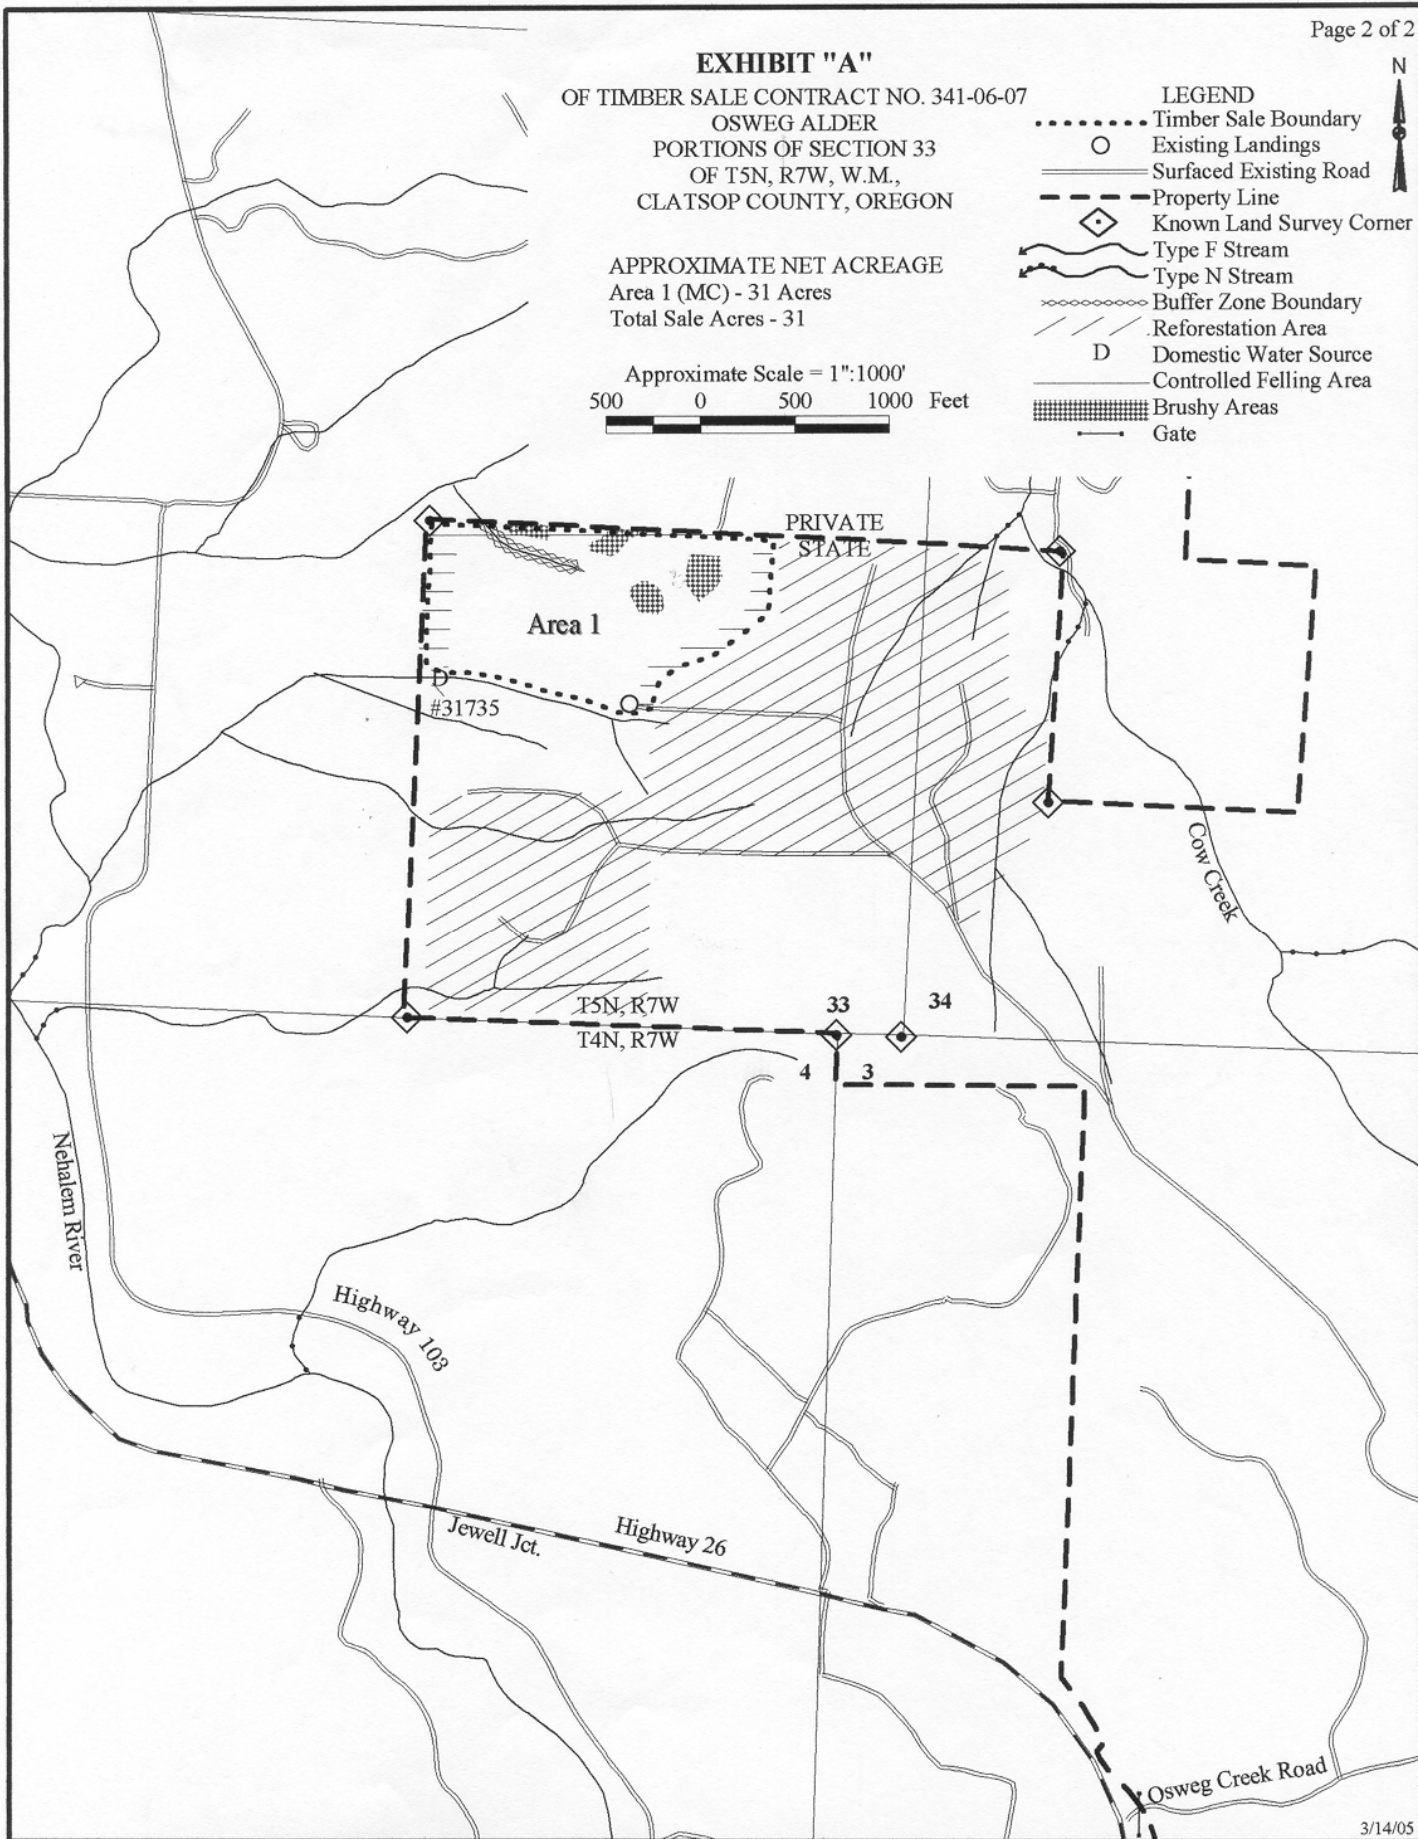 Page 2 of 2
EXHIBIT "A"
OF TIMBER SALE CONTRACT NO. 341-06-07
OSWEG ALDER
PORTIONS OF SECTION 33
OF T5N, R7W, W.M.,
CLATSOP COUNTY, OREGON
APPROXIMATE NET ACREAGE
Area 1 (MC) - 31 Acres
Total Sale Acres - 31
Approximate Scale = 1":1000'
500 0 500 1000 Feet
N
LEGEND
Timber Sale Boundary
Existing Landings
Surfaced Existing Road
Property Line
Known Land Survey Corner
Type F Stream
Type N Stream
Buffer Zone Boundary
Reforestation Area
D Domestic Water Source
Controlled Felling Area
Brushy Areas
Gate
PRIVATE
STATE
Area 1
D
#31735
Cow Creek
T5N, R7W
33
34
T4N, R7W
4
3
Nehalem River
Highway 103
Highway 26
Jewell Jct.
Osweg Creek Road
3/14/05